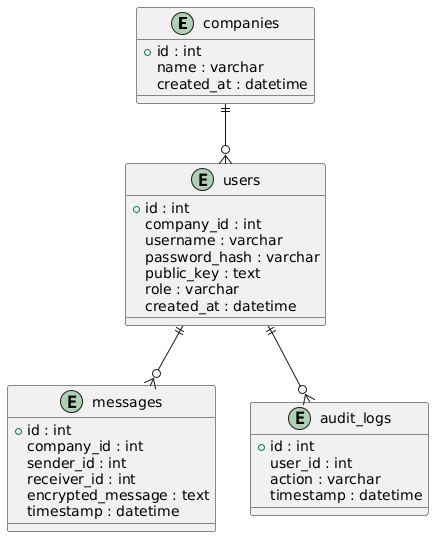 E companies
id : int
name : varchar
created_at : datetime
E users
id : int
company_id : int
username : varchar
password_hash : varchar
public_key : text
role : varchar
created_at : datetime
E messages
id : int
company_id : int
sender_id : int
receiver_id : int
encrypted_message : text
timestamp : datetime
E audit_logs
id : int
user_id : int
action : varchar
timestamp : datetime